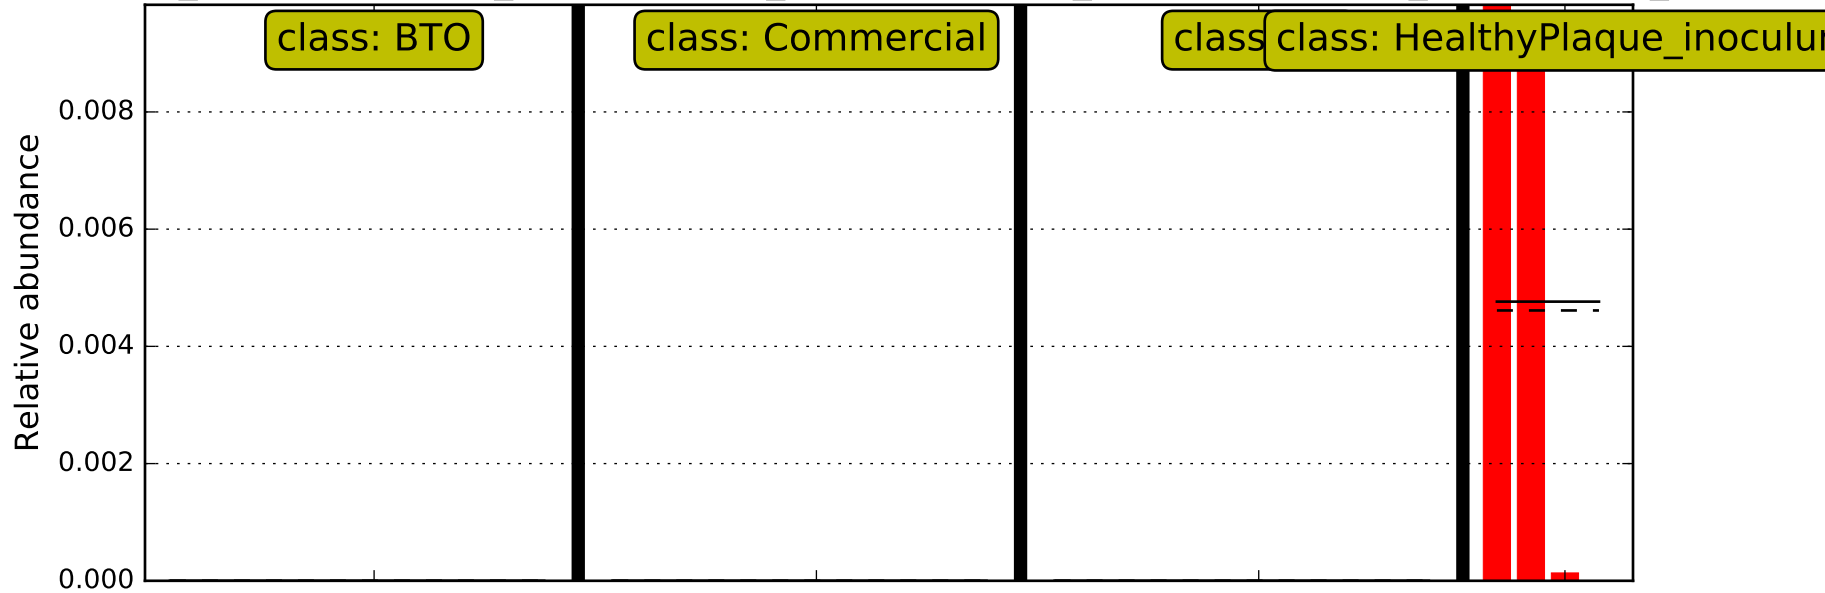 class: BTO
class: Commercial
class
class: HealthyPlaque_inoculu
Relative abundance
0.008
0.006
0.004
0.002
0.000